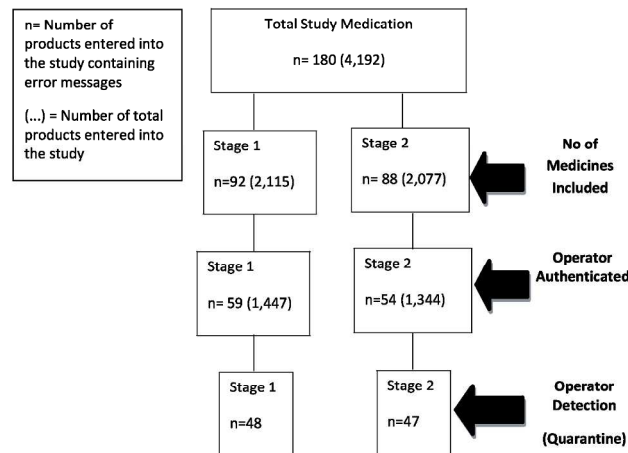 n= Number of
products entered into
the study containing
error messages
(...) = Number of total
products entered into
the study
Total Study Medication
n= 180 (4,192)
Stage 1
n=92 (2,115)
Stage 2
n= 88 (2,077)
No of
Medicines
Included
Stage 1
n= 59 (1,447)
Stage 2
n=54 (1,344)
Operator
Authenticated
Stage 1
n=48
Stage 2
n=47
Operator
Detection
(Quarantine)